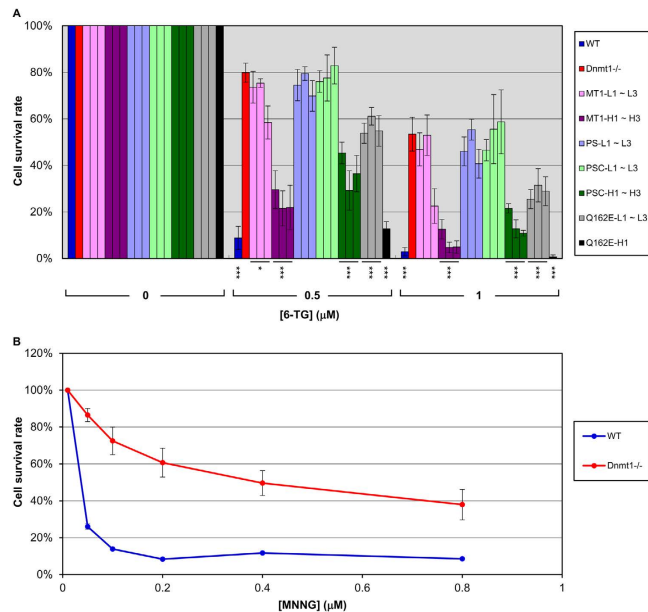 A
100%
80%
60%
40%
20%
0%
Cell survival rate
*** * *** *** *** *** *** *** *** *** ***
0 0.5 1
[6-TG] (μM)
WT
Dnmt1-/-
MT1-L1 ~ L3
MT1-H1 ~ H3
PS-L1 ~ L3
PSC-L1 ~ L3
PSC-H1 ~ H3
Q162E-L1 ~ L3
Q162E-H1
B
120%
100%
80%
60%
40%
20%
0%
Cell survival rate
0 0.2 0.4 0.6 0.8 1
[MNNG] (μM)
WT
Dnmt1-/-